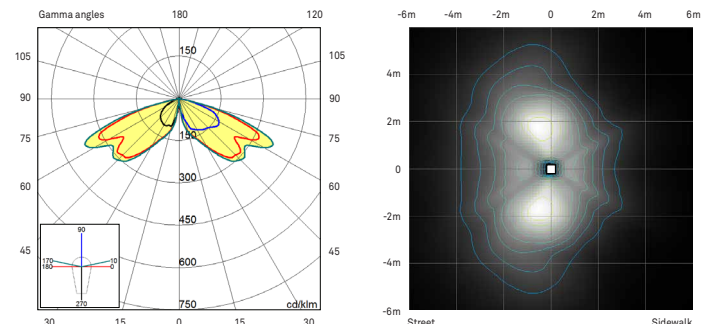 Gamma angles 180 120
150
105 105
90 90
75 75
150
60 60
300
45 45
450
90
170 10
180 0
270
600
750 cd/klm
30 15 0 15 30
-6m -4m -2m 0 2m 4m 6m
4m
2m
0
-2m
-4m
-6m
Street Sidewalk